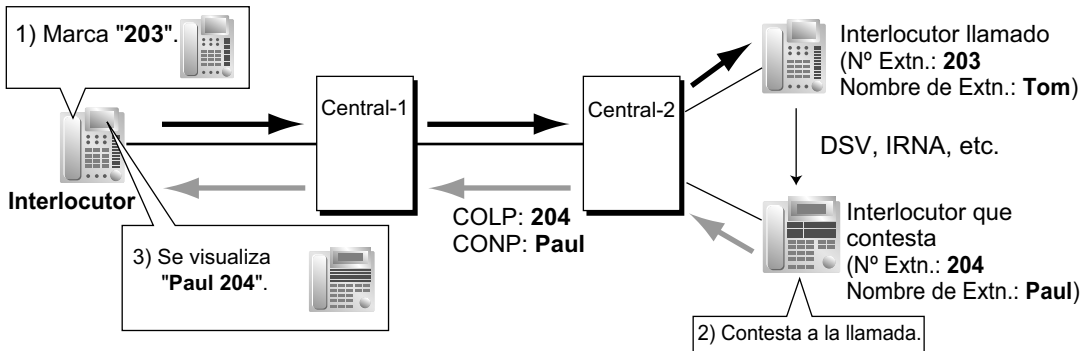 1) Marca "203".
Interlocutor
Central-1
Central-2
Interlocutor llamado
(Nº Extn.: 203
Nombre de Extn.: Tom)
DSV, IRNA, etc.
COLP: 204
CONP: Paul
Interlocutor que
contesta
(Nº Extn.: 204
Nombre de Extn.: Paul)
2) Contesta a la llamada.
3) Se visualiza
"Paul 204".